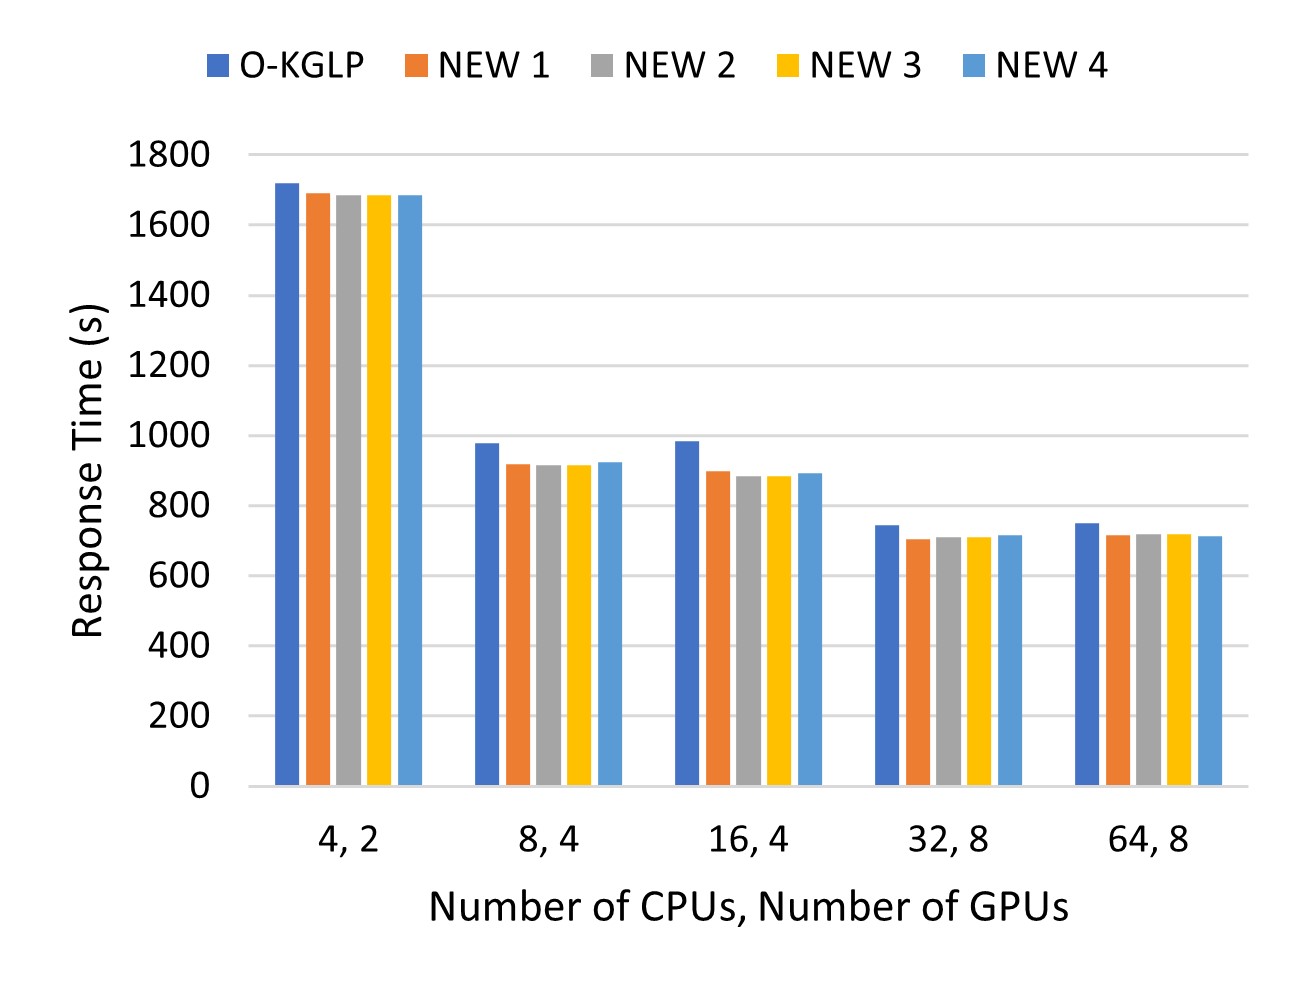 O-KGLP NEW 1 NEW 2 NEW 3 NEW 4
1800
1600
1400
1200
1000
800
600
400
200
0
Response Time (s)
4, 2 8, 4 16, 4 32, 8 64, 8
Number of CPUs, Number of GPUs